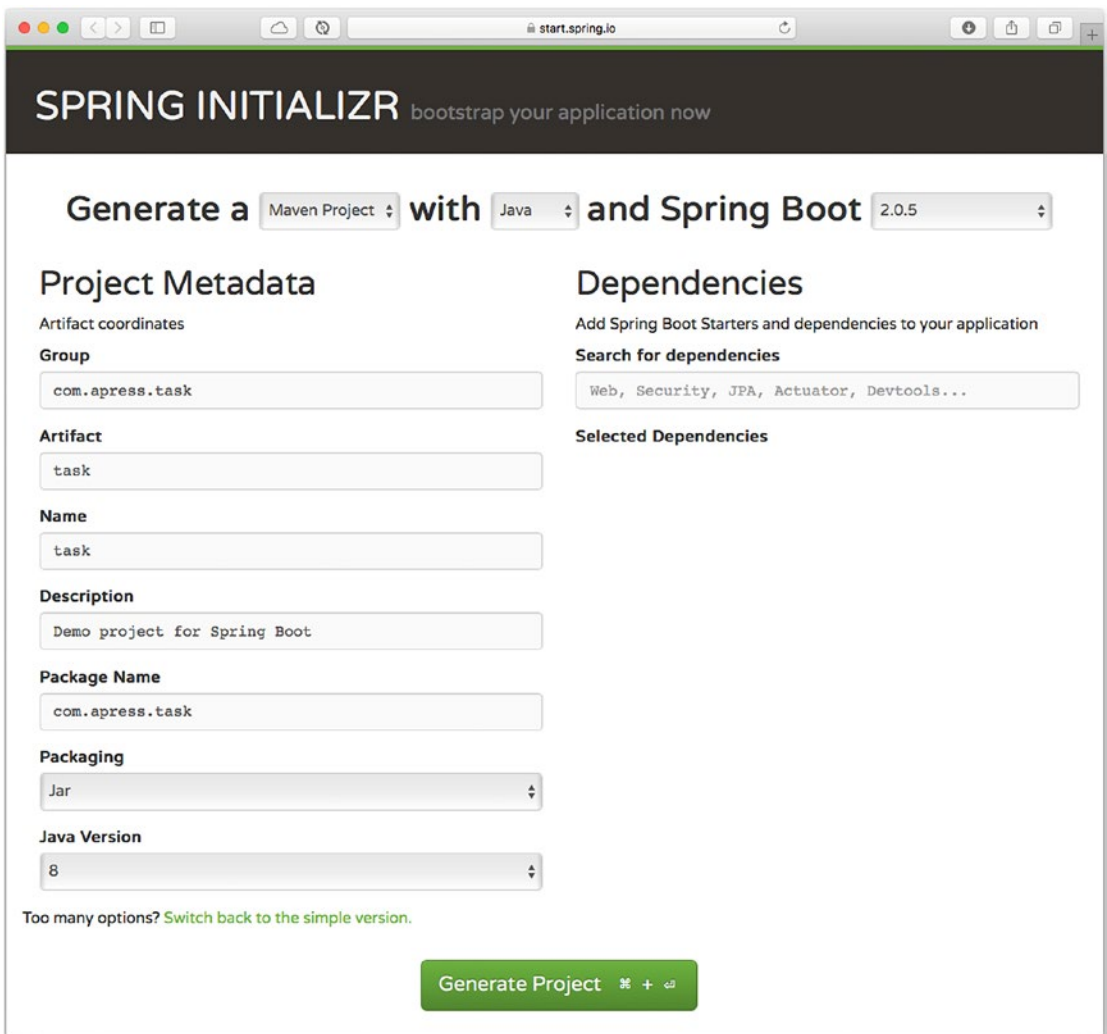 start.spring.io
SPRING INITIALIZR bootstrap your application now
Generate a Maven Project with Java and Spring Boot 2.0.5
Project Metadata
Artifact coordinates
Group
com.apress.task
Artifact
task
Name
task
Description
Demo project for Spring Boot
Package Name
com.apress.task
Packaging
Jar
Java Version
8
Too many options? Switch back to the simple version.
Dependencies
Add Spring Boot Starters and dependencies to your application
Search for dependencies
Web, Security, JPA, Actuator, Devtools...
Selected Dependencies
Generate Project ⌘ + ⏎